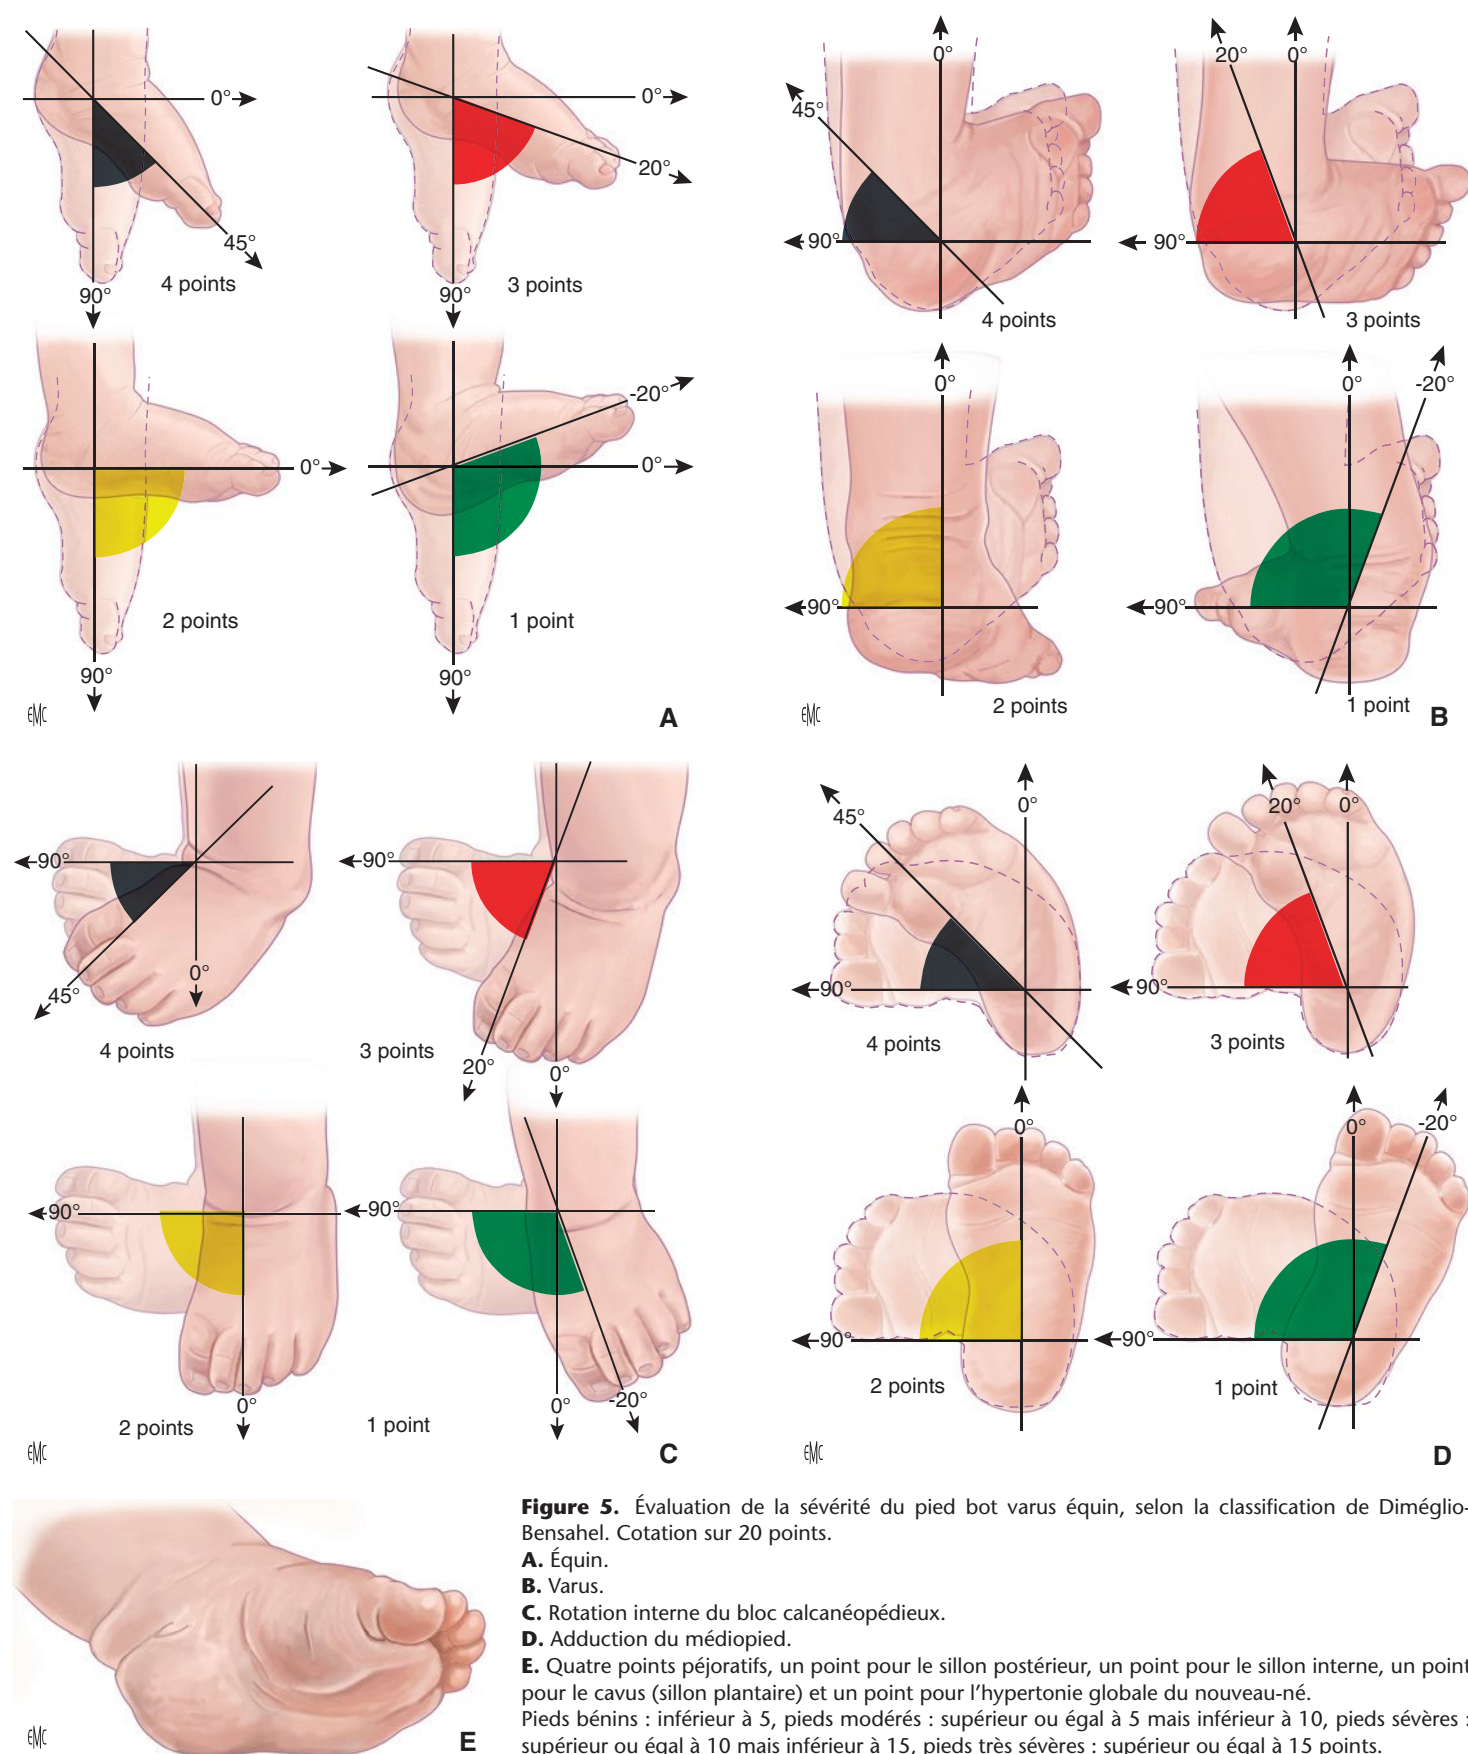 0°
45°
90°
4 points
0°
20°
90°
3 points
0°
90°
2 points
-20°
0°
90°
1 point
EMC
A
0°
45°
90°
4 points
20°
0°
90°
3 points
0°
90°
2 points
0°
-20°
90°
1 point
EMC
B
90°
0°
45°
4 points
90°
20°
0°
3 points
90°
0°
2 points
90°
0°
-20°
1 point
EMC
C
0°
45°
90°
4 points
20°
0°
90°
3 points
0°
90°
2 points
0°
-20°
90°
1 point
EMC
D
EMC
E
Figure 5. Évaluation de la sévérité du pied bot varus équin, selon la classification de Diméglio-
Bensahel. Cotation sur 20 points.
A. Équin.
B. Varus.
C. Rotation interne du bloc calcanéopédieux.
D. Adduction du médiopied.
E. Quatre points péjoratifs, un point pour le sillon postérieur, un point pour le sillon interne, un point
pour le cavus (sillon plantaire) et un point pour l'hypertonie globale du nouveau-né.
Pieds bénins : inférieur à 5, pieds modérés : supérieur ou égal à 5 mais inférieur à 10, pieds sévères :
supérieur ou égal à 10 mais inférieur à 15, pieds très sévères : supérieur ou égal à 15 points.